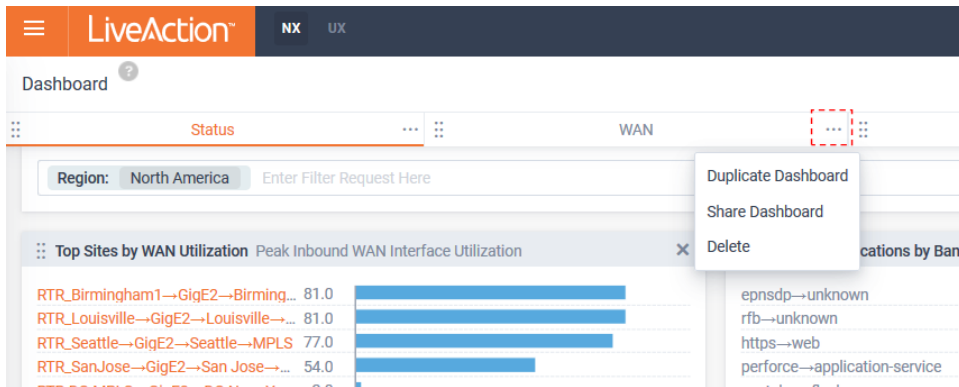 LiveAction™ NX UX
Dashboard ?
Status ... WAN ...
Region: North America Enter Filter Request Here
Duplicate Dashboard
Share Dashboard
Delete
Top Sites by WAN Utilization Peak Inbound WAN Interface Utilization × cations by Ban
RTR_Birmingham1→GigE2→Birming... 81.0 epnsdp→unknown
RTR_Louisville→GigE2→Louisville→... 81.0 rfb→unknown
RTR_Seattle→GigE2→Seattle→MPLS 77.0 https→web
RTR_SanJose→GigE2→San Jose→... 54.0 perforce→application-service